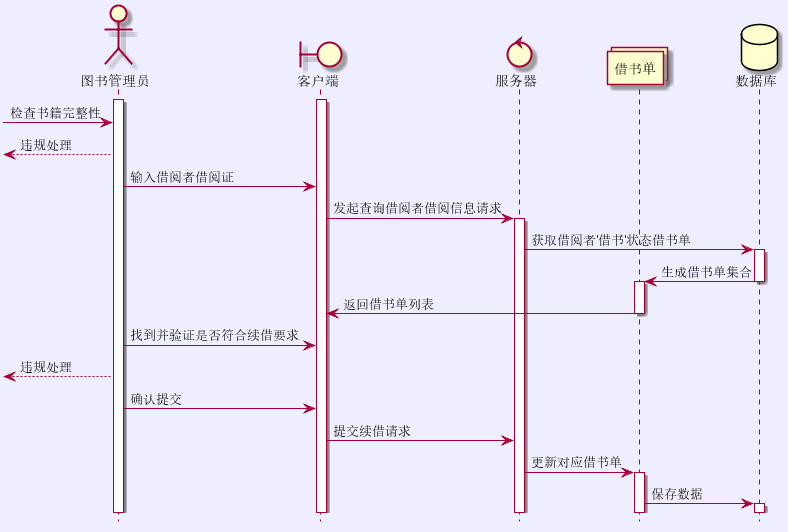 图书管理员
客户端
服务器
借书单
数据库
检查书籍完整性
违规处理
输入借阅者借阅证
发起查询借阅者借阅信息请求
获取借阅者'借书'状态借书单
生成借书单集合
返回借书单列表
找到并验证是否符合续借要求
违规处理
确认提交
提交续借请求
更新对应借书单
保存数据